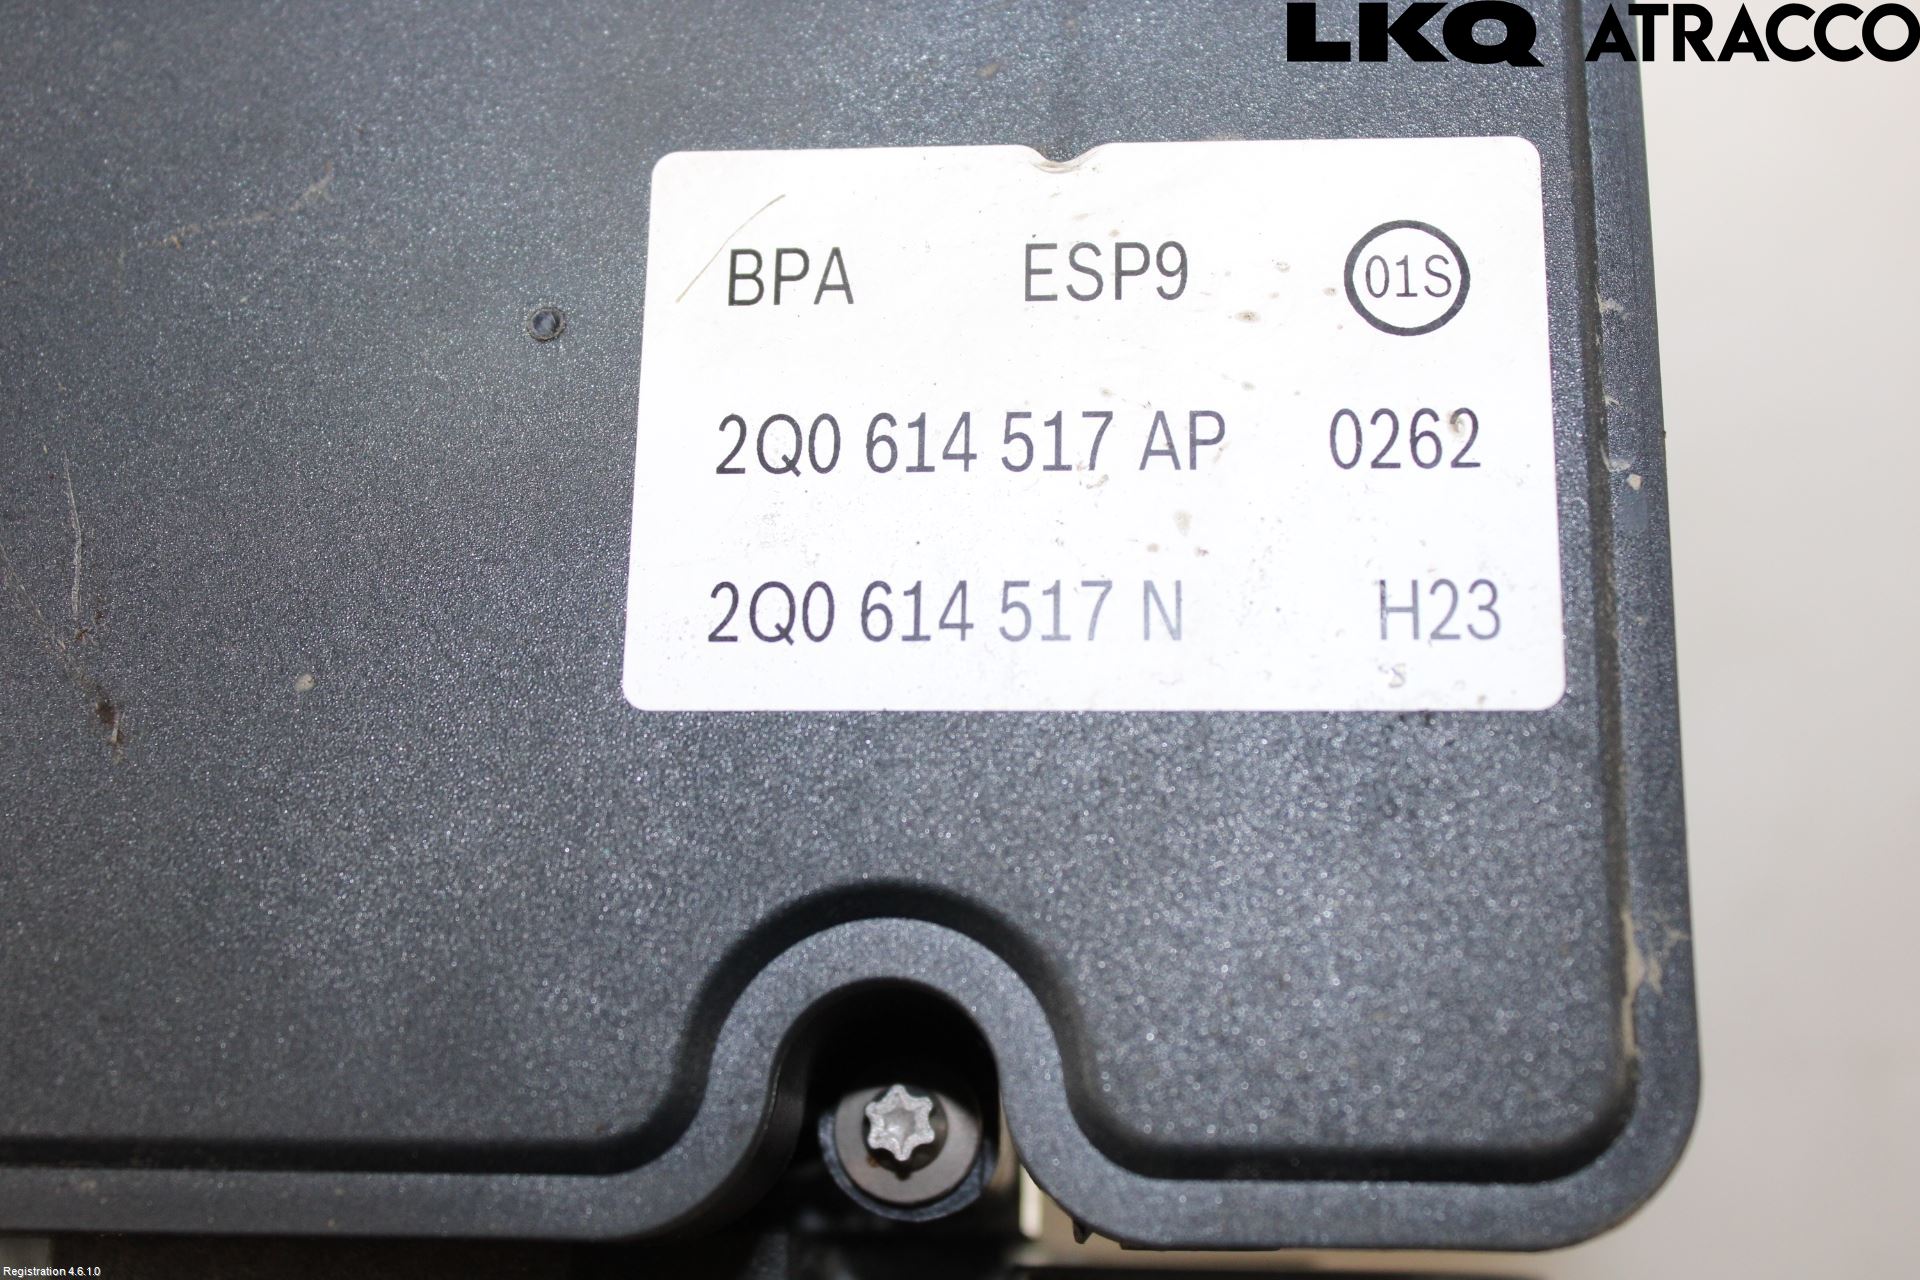 LKQ ATRACCO
BPA ESP9 01S
2Q0 614 517 AP 0262
2Q0 614 517 N H23
Registration 4.6.1.0